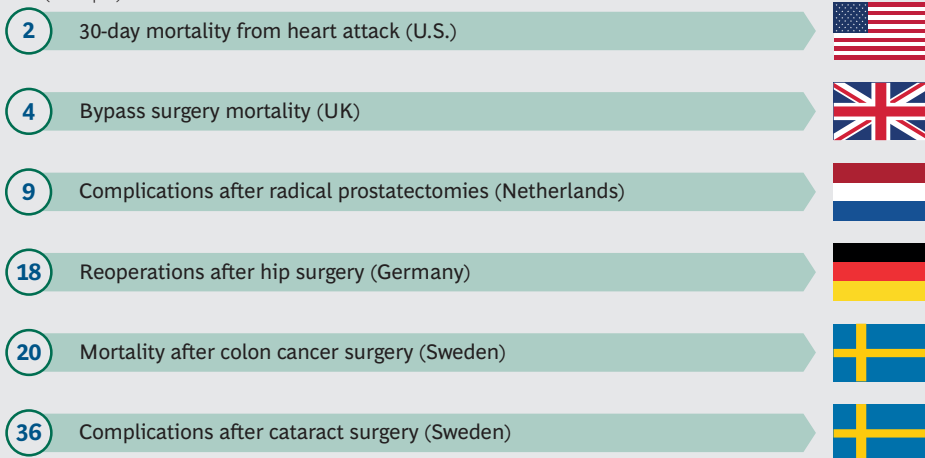 2 30-day mortality from heart attack (U.S.)
4 Bypass surgery mortality (UK)
9 Complications after radical prostatectomies (Netherlands)
18 Reoperations after hip surgery (Germany)
20 Mortality after colon cancer surgery (Sweden)
36 Complications after cataract surgery (Sweden)